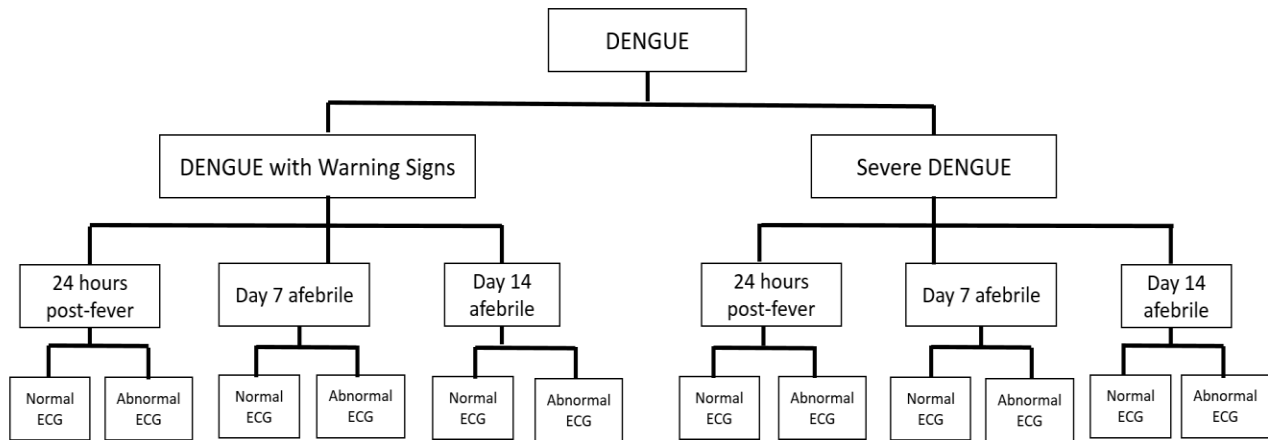 DENGUE
DENGUE with Warning Signs
Severe DENGUE
24 hours
post-fever
Day 7 afebrile
Day 14
afebrile
24 hours
post-fever
Day 7 afebrile
Day 14
afebrile
Normal
ECG
Abnormal
ECG
Normal
ECG
Abnormal
ECG
Normal
ECG
Abnormal
ECG
Normal
ECG
Abnormal
ECG
Normal
ECG
Abnormal
ECG
Normal
ECG
Abnormal
ECG